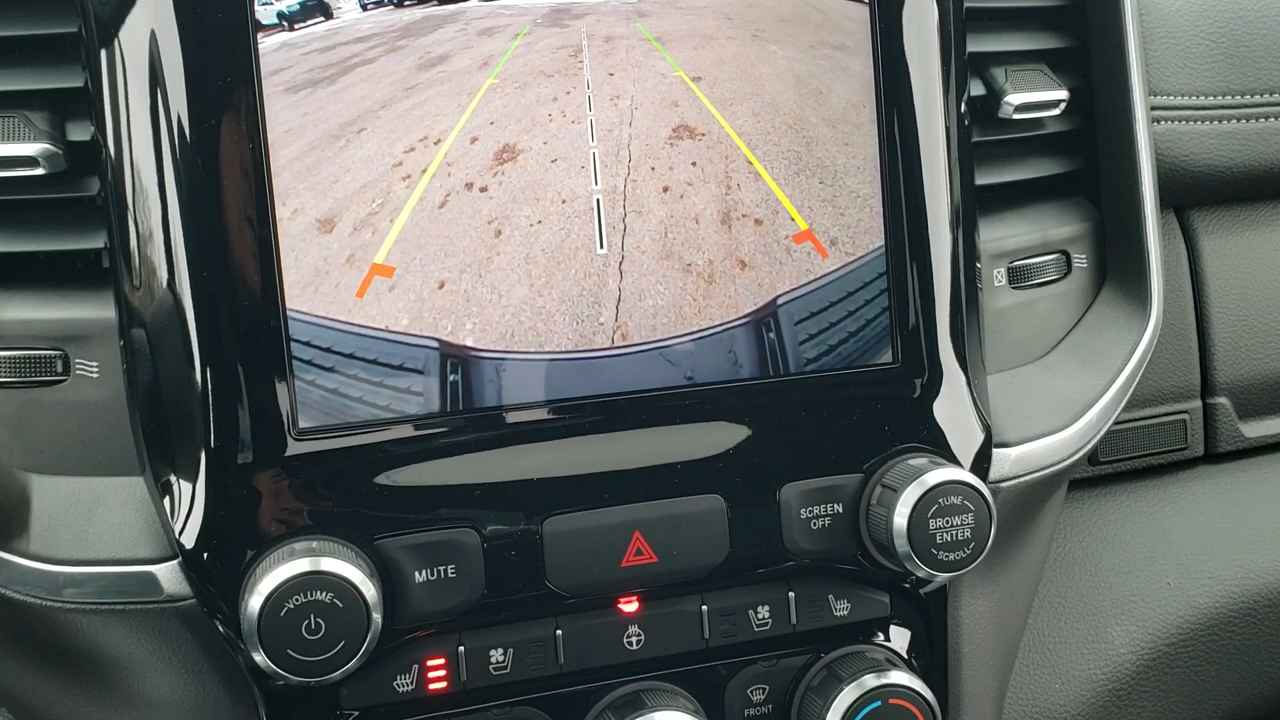 SCREEN
OFF
TUNE
BROWSE
ENTER
SCROLL
MUTE
VOLUME
FRONT